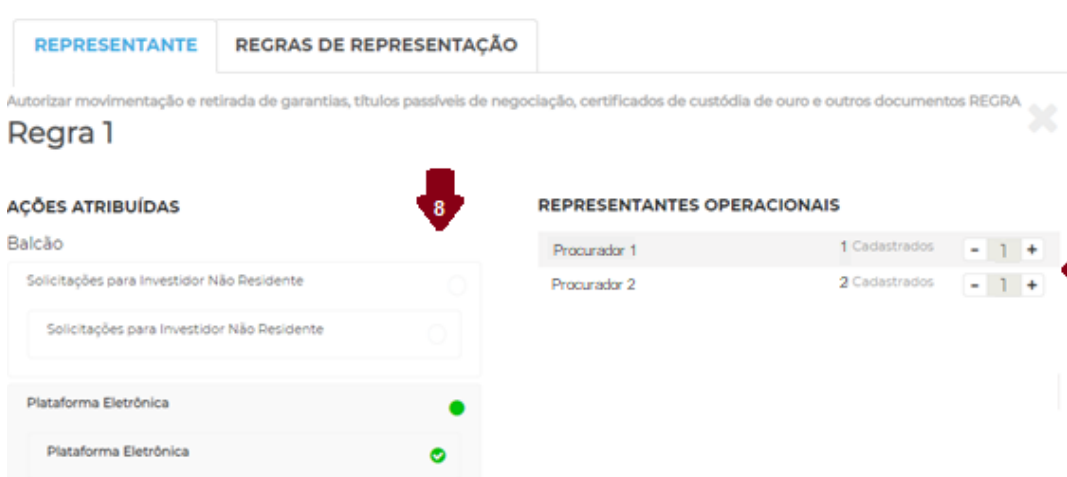 REPRESENTANTE REGRAS DE REPRESENTAÇÃO
Autorizar movimentação e retirada de garantias, títulos passíveis de negociação, certificados de custódia de ouro e outros documentos REGRA
Regra 1
8
AÇÕES ATRIBUÍDAS
Balcão
Solicitações para Investidor Não Residente
Solicitações para Investidor Não Residente
Plataforma Eletrônica
Plataforma Eletrônica
REPRESENTANTES OPERACIONAIS
Procurador 1 1 Cadastrados - 1 +
Procurador 2 2 Cadastrados - 1 +